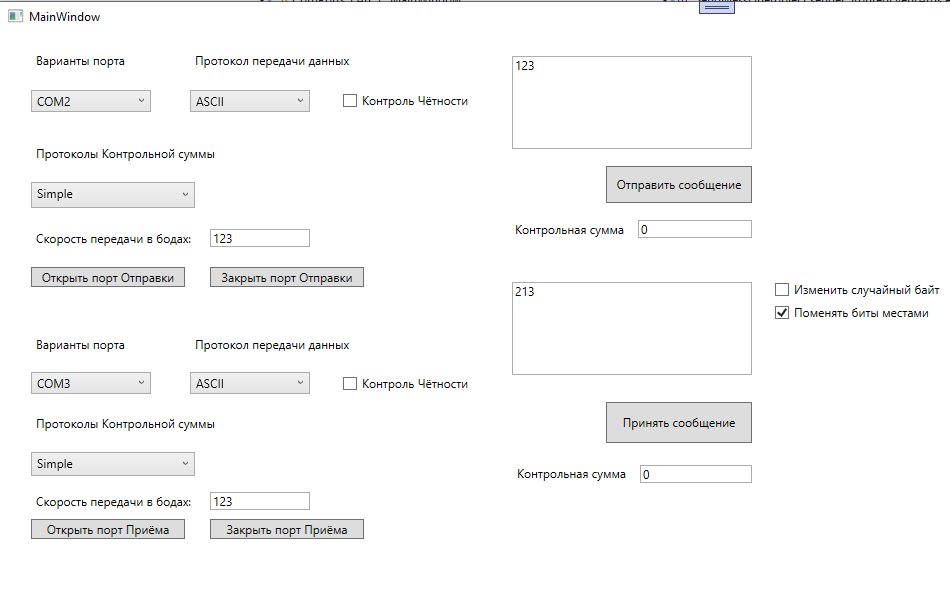 MainWindow
Варианты порта
Протокол передачи данных
COM2
ASCII
Контроль Чётности
123
Протоколы Контрольной суммы
Simple
Отправить сообщение
Скорость передачи в бодах:
123
Контрольная сумма
0
Открыть порт Отправки
Закрыть порт Отправки
213
Изменить случайный байт
Поменять биты местами
Варианты порта
Протокол передачи данных
COM3
ASCII
Контроль Чётности
Протоколы Контрольной суммы
Принять сообщение
Simple
Контрольная сумма
0
Скорость передачи в бодах:
123
Открыть порт Приёма
Закрыть порт Приёма